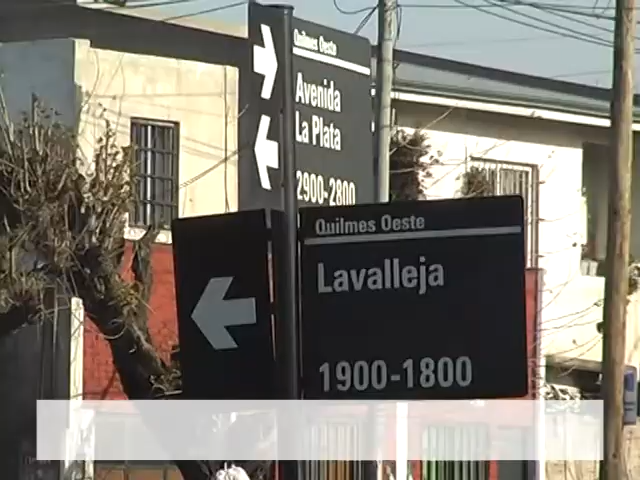 Quilmes Oeste
Avenida
La Plata
2900-2800
Quilmes Oeste
Lavalleja
1900-1800